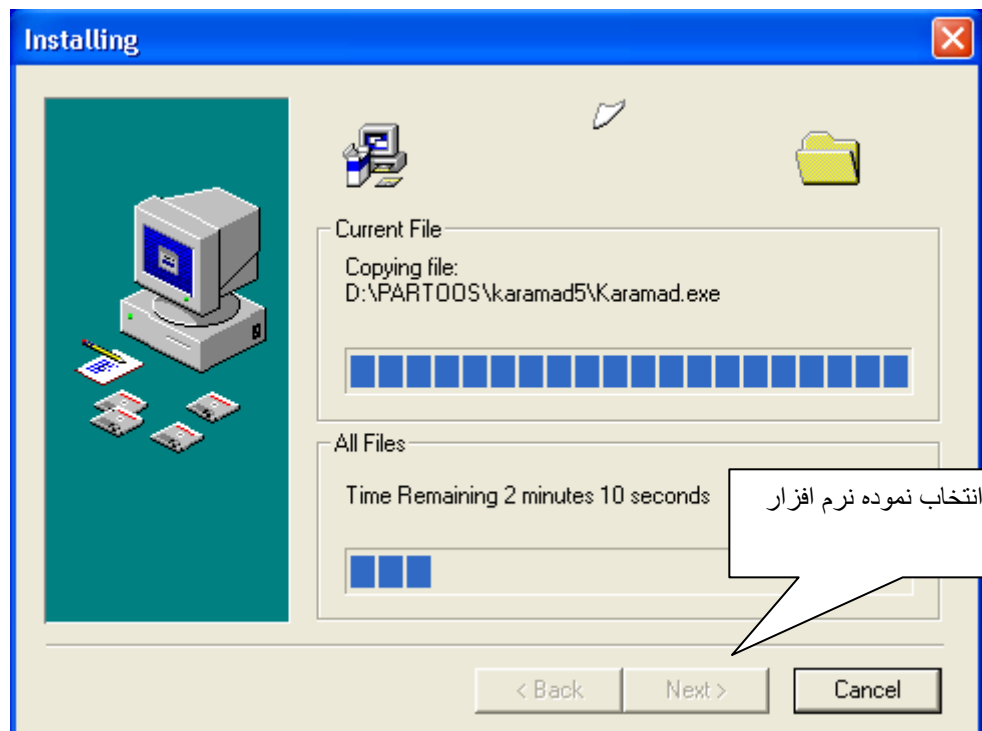 Installing
Current File
Copying file:
D:\PARTOOS\karamad5\Karamad.exe
All Files
Time Remaining 2 minutes 10 seconds
انتخاب نموده نرم افزار
< Back
Next >
Cancel